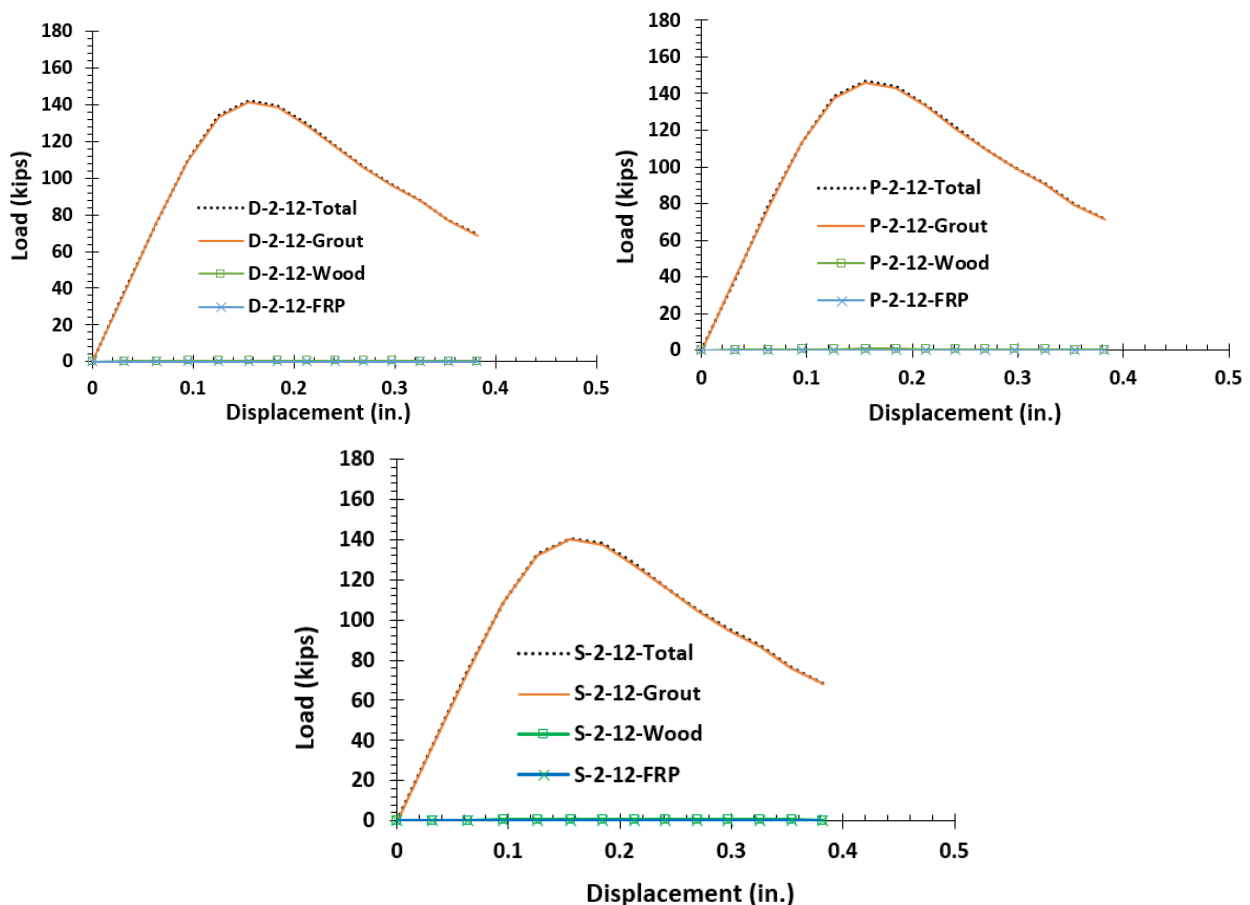 180
160
140
120
100
80
60
40
20
0
Load (kips)
D-2-12-Total
D-2-12-Grout
D-2-12-Wood
D-2-12-FRP
0 0.1 0.2 0.3 0.4 0.5
Displacement (in.)
180
160
140
120
100
80
60
40
20
0
Load (kips)
P-2-12-Total
P-2-12-Grout
P-2-12-Wood
P-2-12-FRP
0 0.1 0.2 0.3 0.4 0.5
Displacement (in.)
180
160
140
120
100
80
60
40
20
0
Load (kips)
S-2-12-Total
S-2-12-Grout
S-2-12-Wood
S-2-12-FRP
0 0.1 0.2 0.3 0.4 0.5
Displacement (in.)